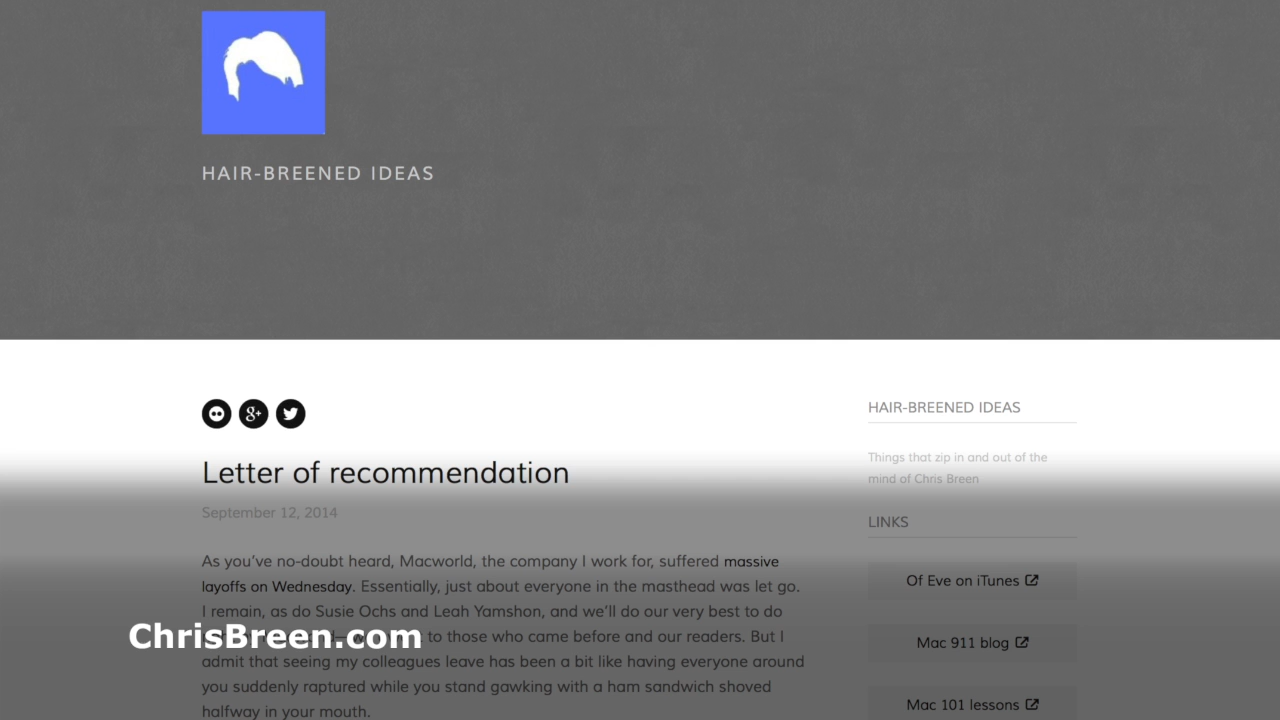 HAIR-BREENED IDEAS
g+
Letter of recommendation
September 12, 2014
As you've no-doubt heard, Macworld, the company I work for, suffered massive
layoffs on Wednesday. Essentially, just about everyone in the masthead was let go.
I remain, as do Susie Ochs and Leah Yamshon, and we'll do our very best to do
to those who came before and our readers. But I
admit that seeing my colleagues leave has been a bit like having everyone around
you suddenly raptured while you stand gawking with a ham sandwich shoved
halfway in your mouth.
ChrisBreen.com
HAIR-BREENED IDEAS
Things that zip in and out of the
mind of Chris Breen
LINKS
Of Eve on iTunes
Mac 911 blog
Mac 101 lessons